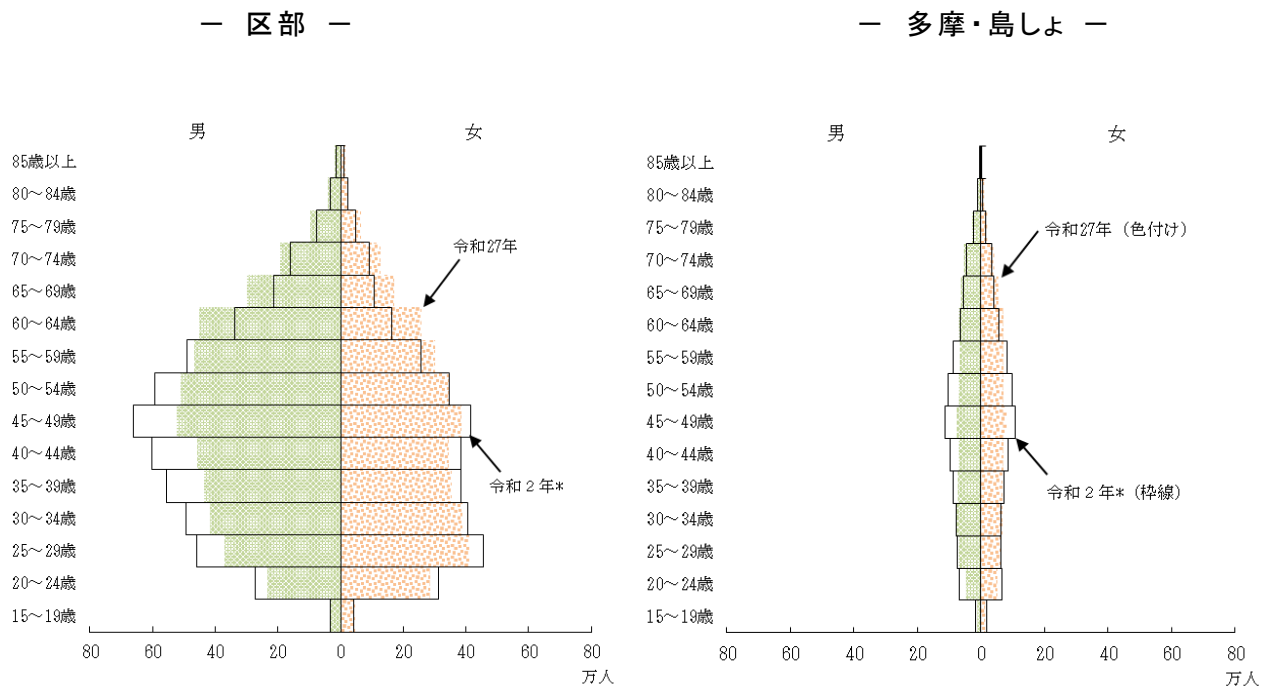 ― 区部 ―
男 女
85歳以上
80～84歳
75～79歳
70～74歳
65～69歳
60～64歳
55～59歳
50～54歳
45～49歳
40～44歳
35～39歳
30～34歳
25～29歳
20～24歳
15～19歳
令和27年
令和２年*
80 60 40 20 0 20 40 60 80
万人
― 多摩・島しょ ―
男 女
85歳以上
80～84歳
75～79歳
70～74歳
65～69歳
60～64歳
55～59歳
50～54歳
45～49歳
40～44歳
35～39歳
30～34歳
25～29歳
20～24歳
15～19歳
令和27年（色付け）
令和２年*（枠線）
80 60 40 20 0 20 40 60 80
万人